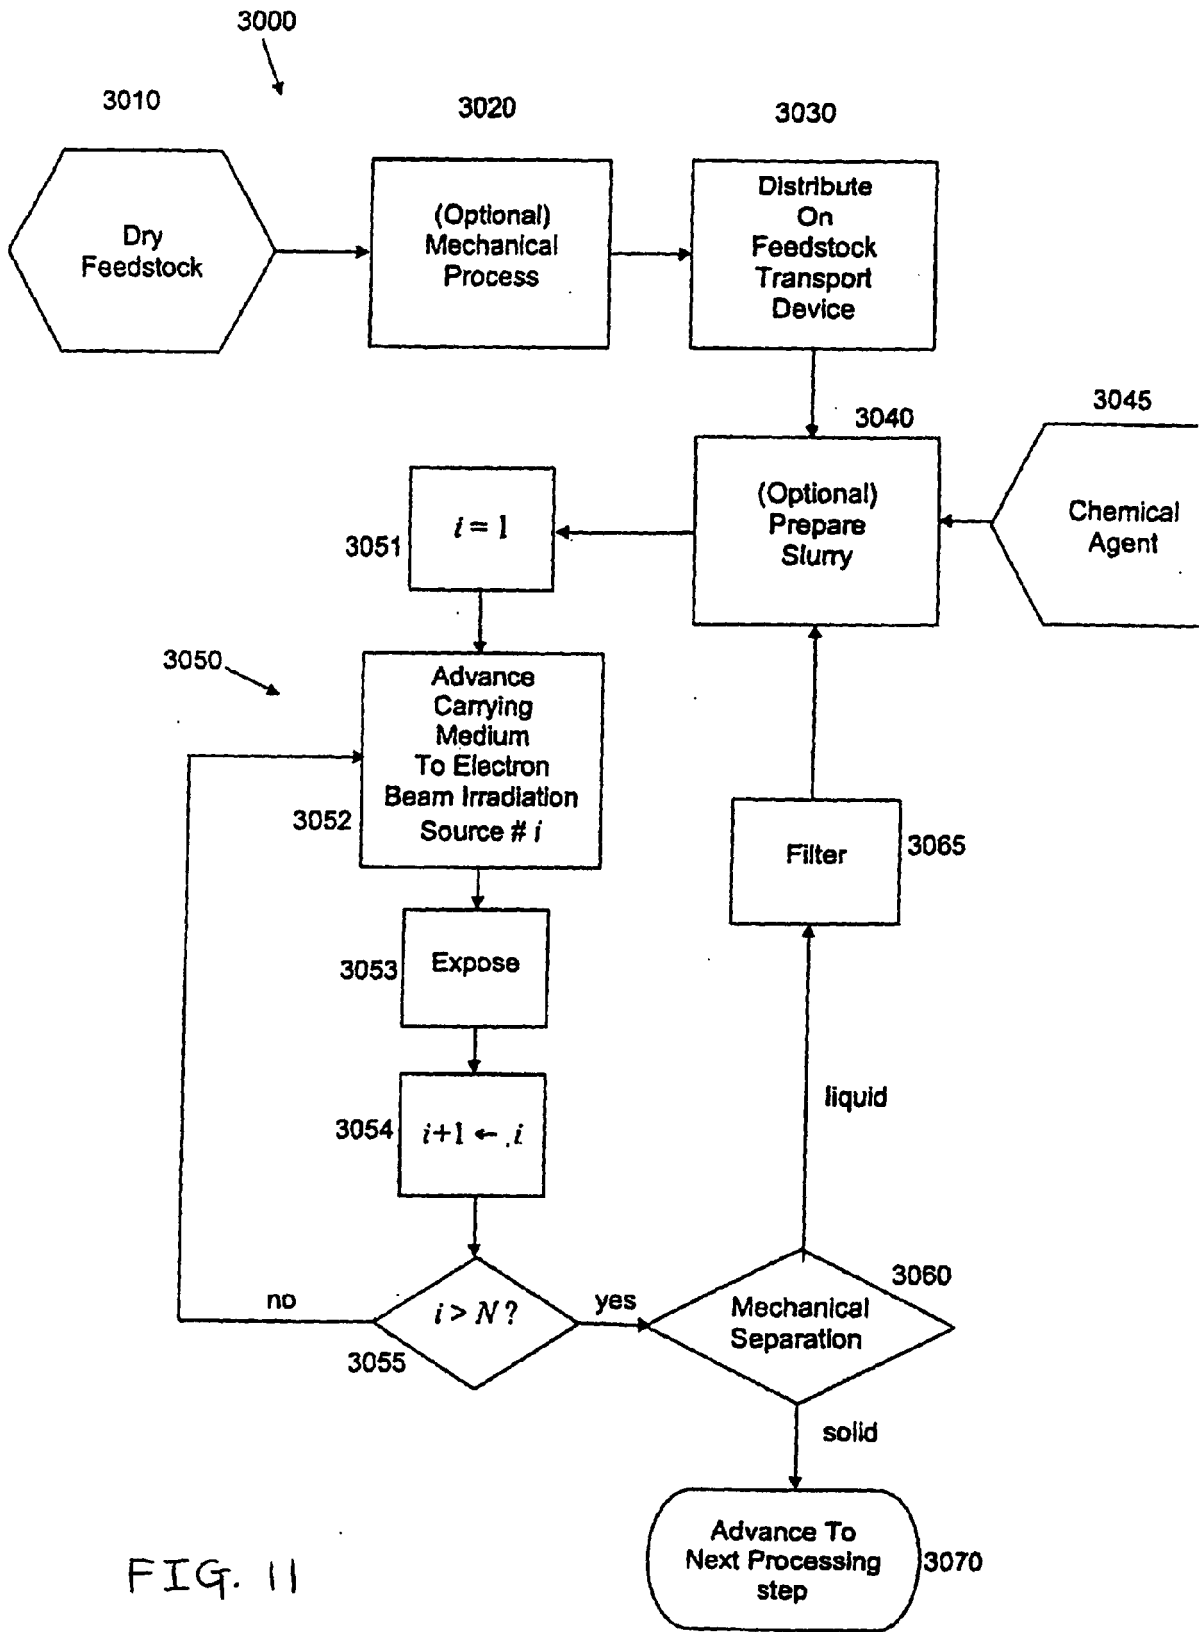 3000
3010
3020
3030
Dry
Feedstock
(Optional)
Mechanical
Process
Distribute
On
Feedstock
Transport
Device
3040
3045
(Optional)
Prepare
Slurry
Chemical
Agent
3051
i = 1
3050
Advance
Carrying
Medium
To Electron
Beam Irradiation
Source # i
3052
Filter
3065
3053
Expose
3054
i+1 ← i
liquid
no
i > N ?
yes
3055
3060
Mechanical
Separation
solid
Advance To
Next Processing
step
3070
FIG. 11